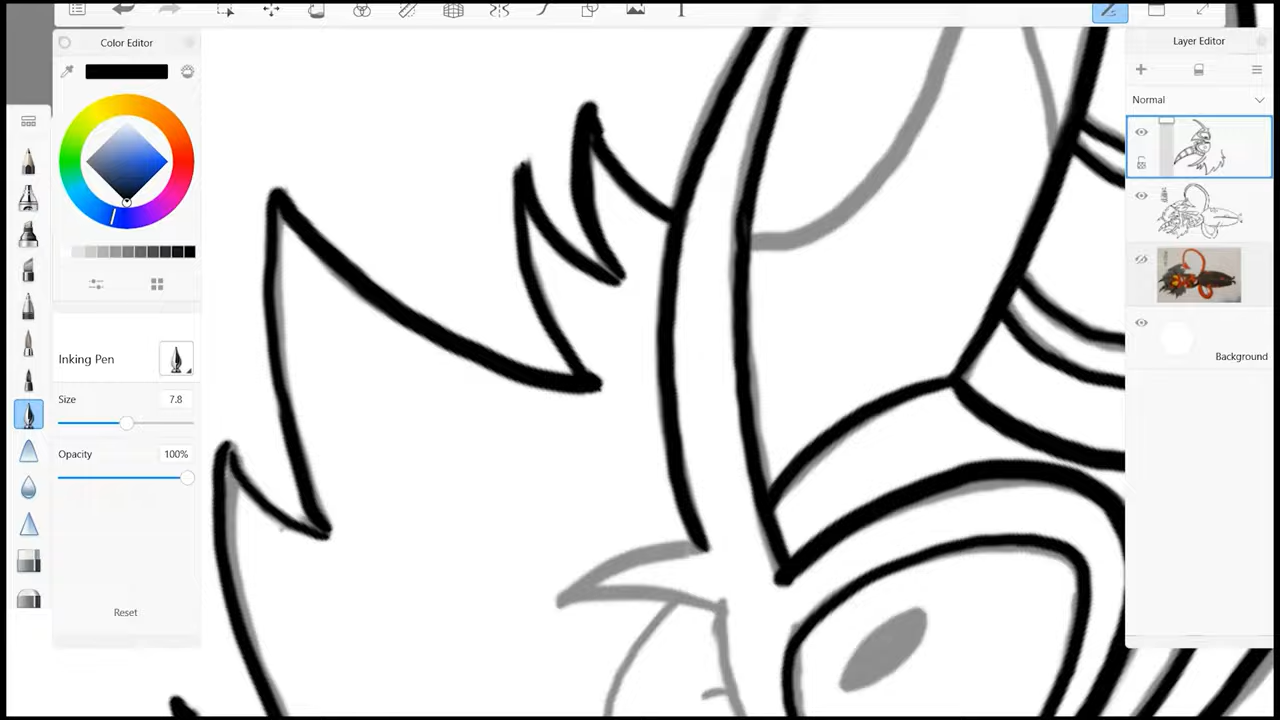 Color Editor
Inking Pen
Size
7.8
Opacity
100%
Reset
Layer Editor
Normal
Background